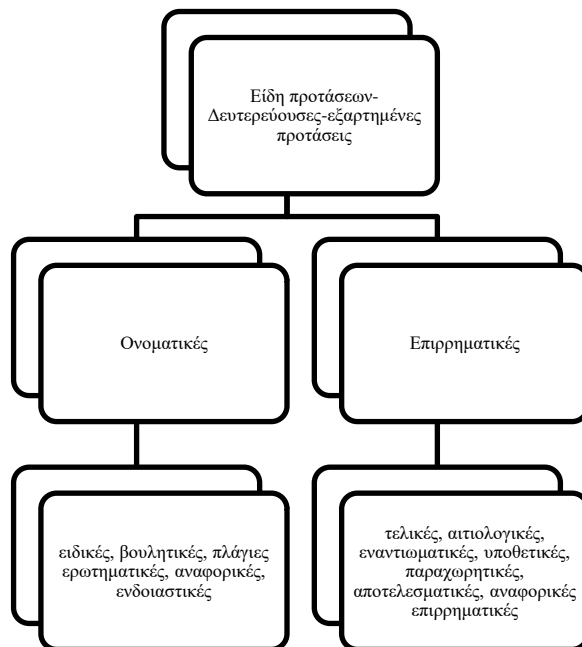 Είδη προτάσεων-
Δευτερεύουσες-εξαρτημένες
προτάσεις
Ονοματικές
Επιρρηματικές
ειδικές, βουλητικές, πλάγιες
ερωτηματικές, αναφορικές,
ενδοιαστικές
τελικές, αιτιολογικές,
εναντιωματικές, υποθετικές,
παραχωρητικές,
αποτελεσματικές, αναφορικές
επιρρηματικές